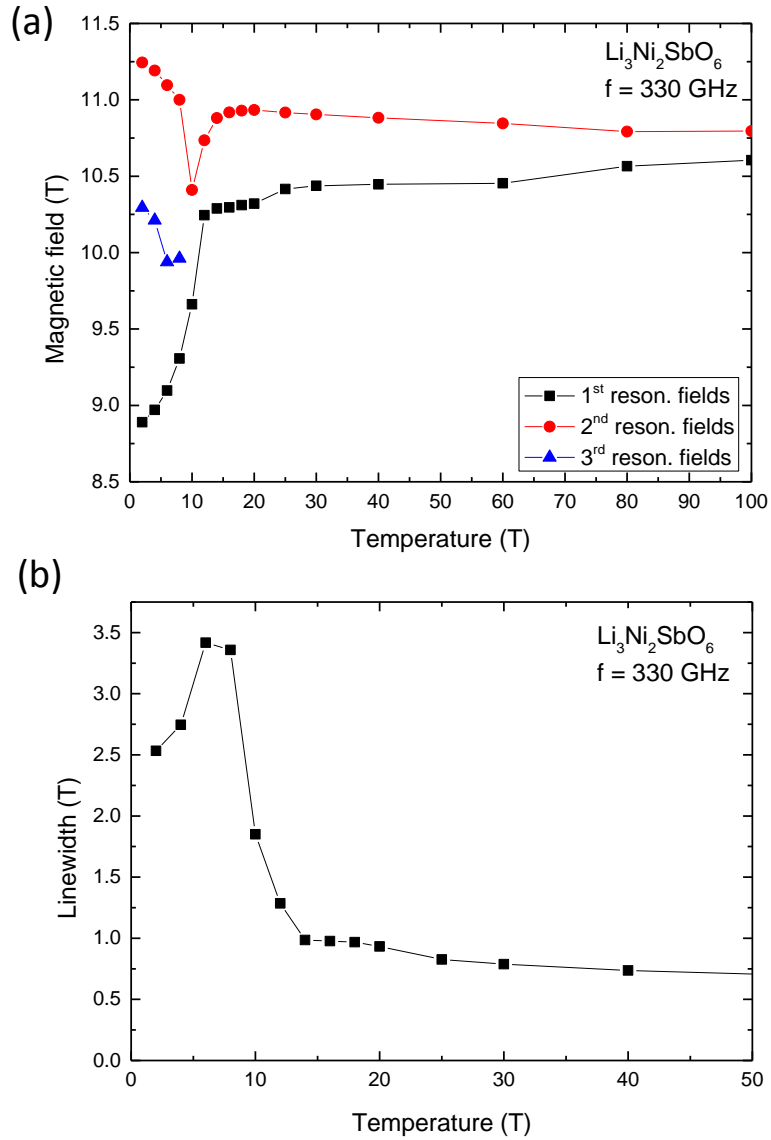 (a)
11.5
11.0
10.5
10.0
9.5
9.0
8.5
Magnetic field (T)
Li₃Ni₂SbO₆
f = 330 GHz
1ˢᵗ reson. fields
2ⁿᵈ reson. fields
3ʳᵈ reson. fields
0 10 20 30 40 50 60 70 80 90 100
Temperature (T)
(b)
3.5
3.0
2.5
2.0
1.5
1.0
0.5
0.0
Linewidth (T)
Li₃Ni₂SbO₆
f = 330 GHz
0 10 20 30 40 50
Temperature (T)